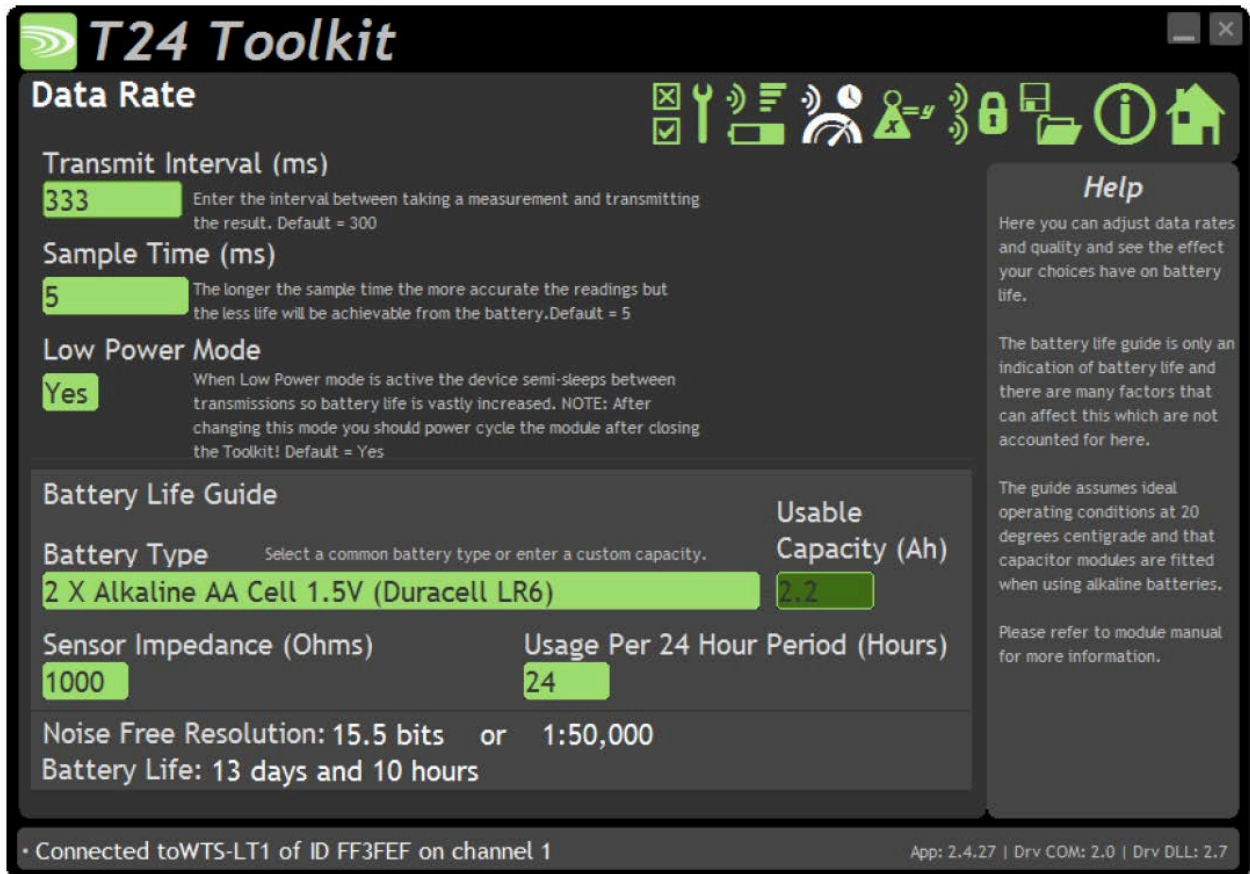 T24 Toolkit
Data Rate
Transmit Interval (ms)
333
Enter the interval between taking a measurement and transmitting
the result. Default = 300
Sample Time (ms)
5
The longer the sample time the more accurate the readings but
the less life will be achievable from the battery.Default = 5
Low Power Mode
Yes
When Low Power mode is active the device semi-sleeps between
transmissions so battery life is vastly increased. NOTE: After
changing this mode you should power cycle the module after closing
the Toolkit! Default = Yes
Battery Life Guide
Battery Type
Select a common battery type or enter a custom capacity.
Usable
Capacity (Ah)
2 X Alkaline AA Cell 1.5V (Duracell LR6)
2.2
Sensor Impedance (Ohms)
Usage Per 24 Hour Period (Hours)
1000
24
Noise Free Resolution: 15.5 bits or 1:50,000
Battery Life: 13 days and 10 hours
x=y
Help
Here you can adjust data rates
and quality and see the effect
your choices have on battery
life.
The battery life guide is only an
indication of battery life and
there are many factors that
can affect this which are not
accounted for here.
The guide assumes ideal
operating conditions at 20
degrees centigrade and that
capacitor modules are fitted
when using alkaline batteries.
Please refer to module manual
for more information.
Connected toWTS-LT1 of ID FF3FEF on channel 1
App: 2.4.27 | Drv COM: 2.0 | Drv DLL: 2.7